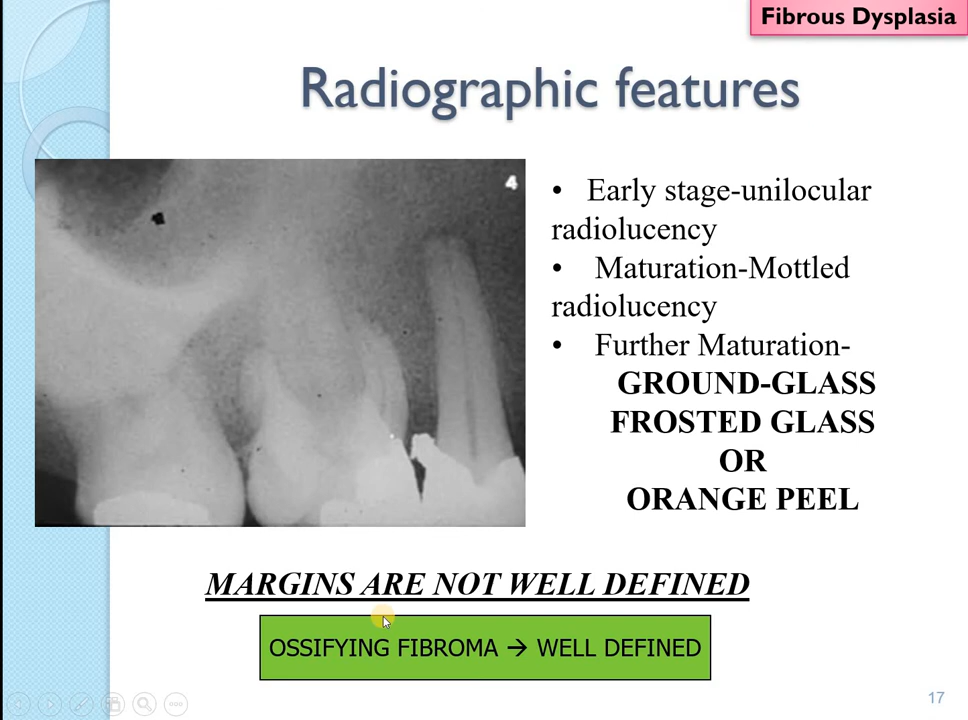 Fibrous Dysplasia
Radiographic features
4
• Early stage-unilocular
radiolucency
• Maturation-Mottled
radiolucency
• Further Maturation-
GROUND-GLASS
FROSTED GLASS
OR
ORANGE PEEL
MARGINS ARE NOT WELL DEFINED
OSSIFYING FIBROMA → WELL DEFINED
17